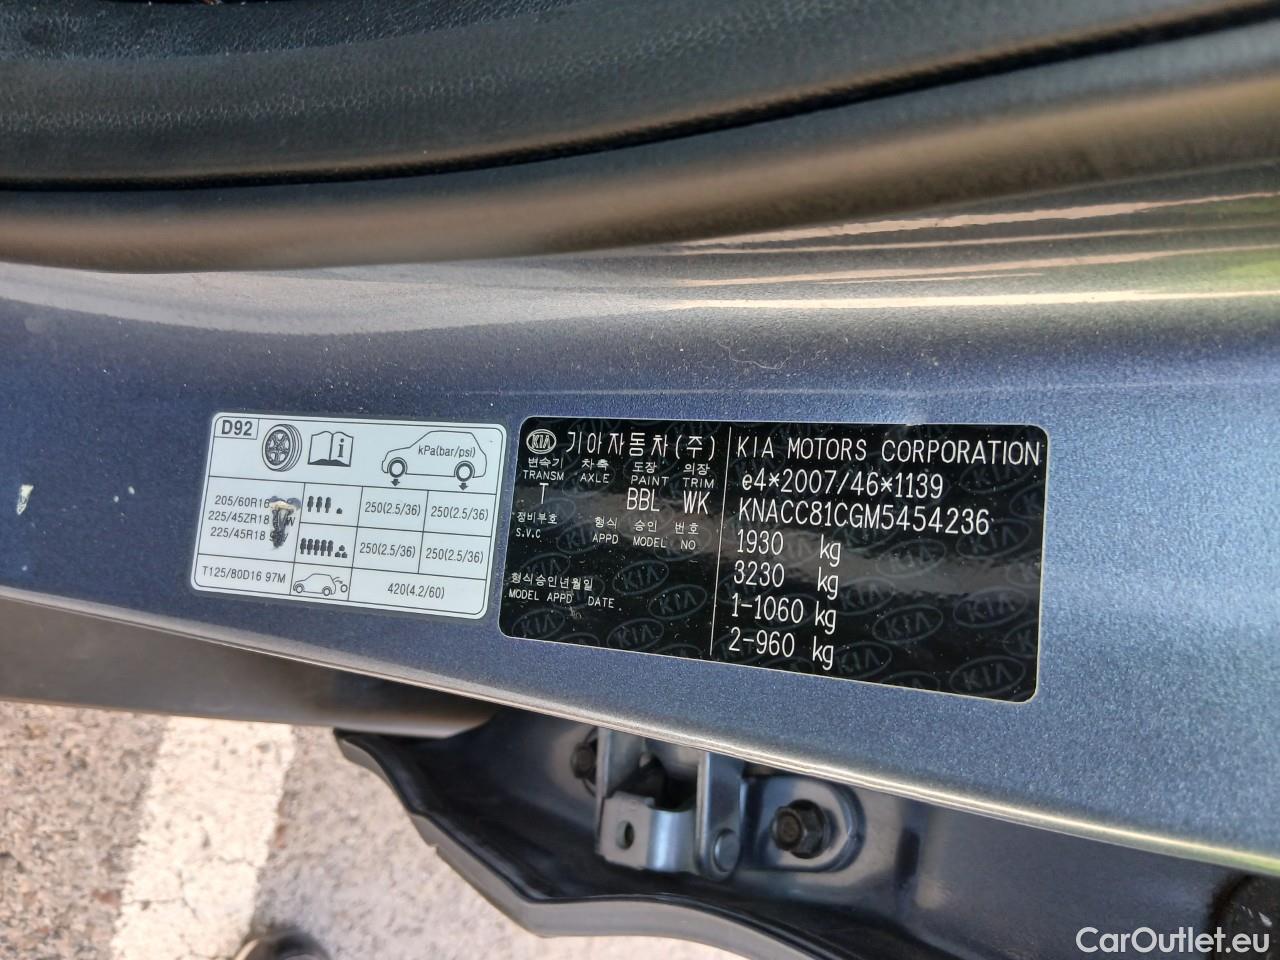 D92
kPa(bar/psi)
205/60R16
225/45ZR18
225/45R18
250(2.5/36) 250(2.5/36)
250(2.5/36) 250(2.5/36)
T125/80D16 97M
420(4.2/60)
KIA 기아자동차(주)
변속기 차축 도장 의장
TRANSM AXLE PAINT TRIM
T BBL WK
정비부호 형식 승인 번호
S.V.C APPD MODEL NO
형식승인년월일
MODEL APPD DATE
KIA MOTORS CORPORATION
e4*2007/46*1139
KNACC81CGM5454236
1930 kg
3230 kg
1-1060 kg
2-960 kg
CarOutlet.eu